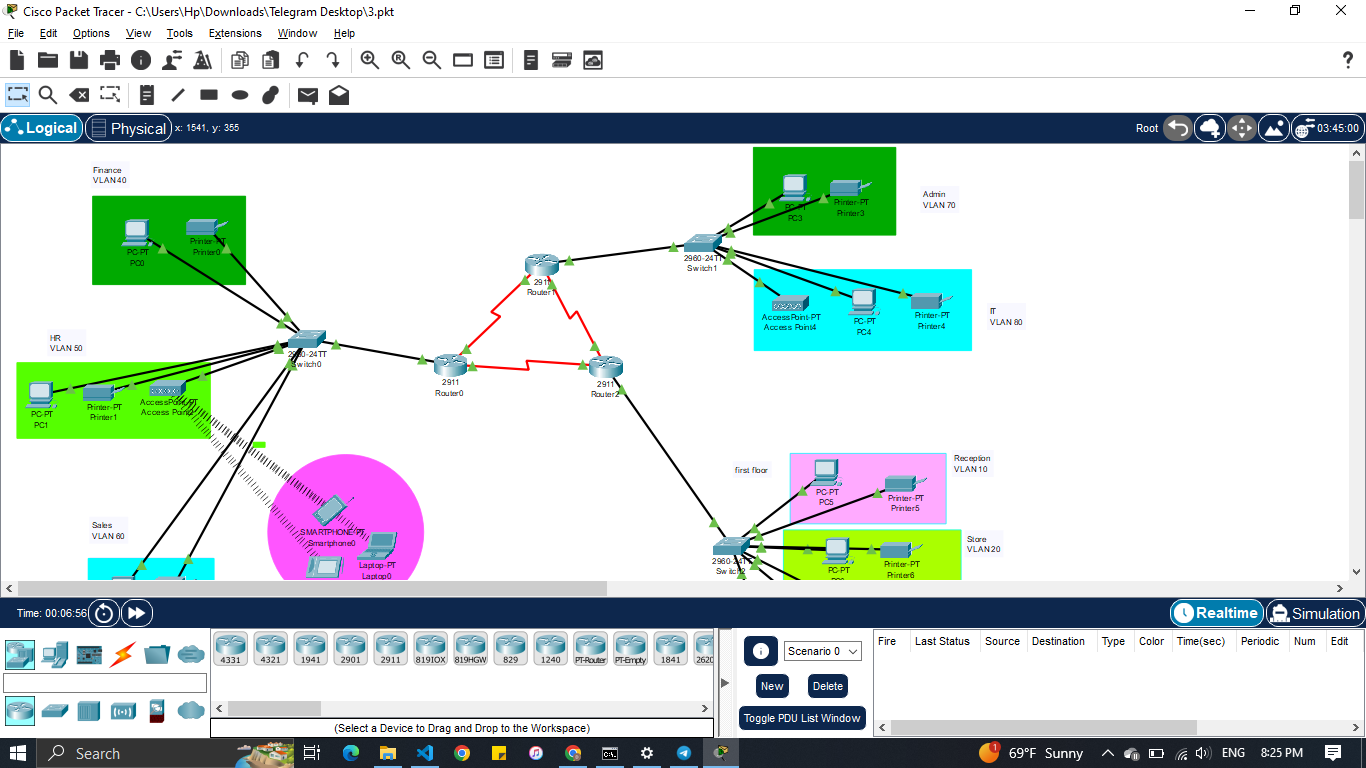 Cisco Packet Tracer - C:\Users\Hp\Downloads\Telegram Desktop\3.pkt
File Edit Options View Tools Extensions Window Help
Logical Physical x: 1541, y: 355 Root 03:45:00
Finance
VLAN 40
PC-PT
PC0
Printer-PT
Printer0
HR
VLAN 50
PC-PT
PC1
Printer-PT
Printer1
AccessPoint-PT
Access Point
2960-24TT
Switch0
Sales
VLAN 60
SMARTPHONE-PT
Smartphone0
Laptop-PT
Laptop0
2911
Router0
2911
Router1
2911
Router2
2960-24TT
Switch1
PC-PT
PC3
Printer-PT
Printer3
Admin
VLAN 70
AccessPoint-PT
Access Point4
PC-PT
PC4
Printer-PT
Printer4
IT
VLAN 80
first floor
PC-PT
PC5
Printer-PT
Printer5
Reception
VLAN 10
2960-24TT
Switch2
PC-PT
Printer-PT
Printer6
Store
VLAN 20
Time: 00:06:56 Realtime Simulation
4331 4321 1941 2901 2911 819IOX 819HGW 829 1240 PT-Router PT-Empty 1841 2620
(Select a Device to Drag and Drop to the Workspace)
Scenario 0
New Delete
Toggle PDU List Window
Fire Last Status Source Destination Type Color Time(sec) Periodic Num Edit
Search 1 69°F Sunny ENG 8:25 PM